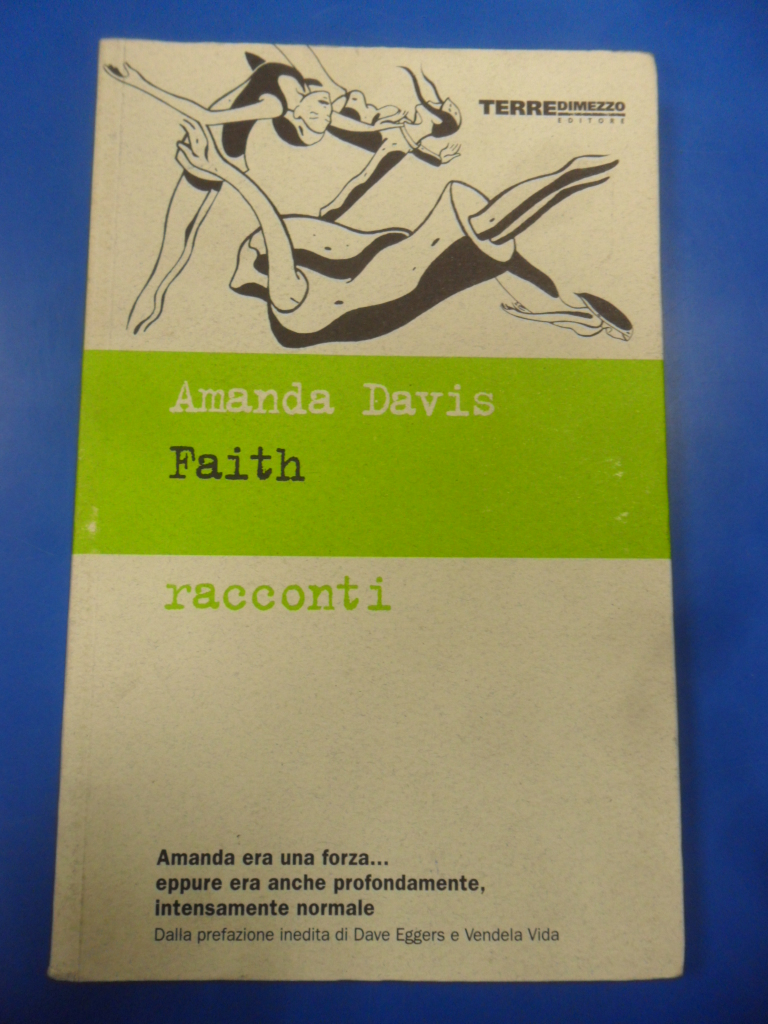 TERREDIMEZZO
EDITORE
Amanda Davis
Faith
racconti
Amanda era una forza...
eppure era anche profondamente,
intensamente normale
Dalla prefazione inedita di Dave Eggers e Vendela Vida